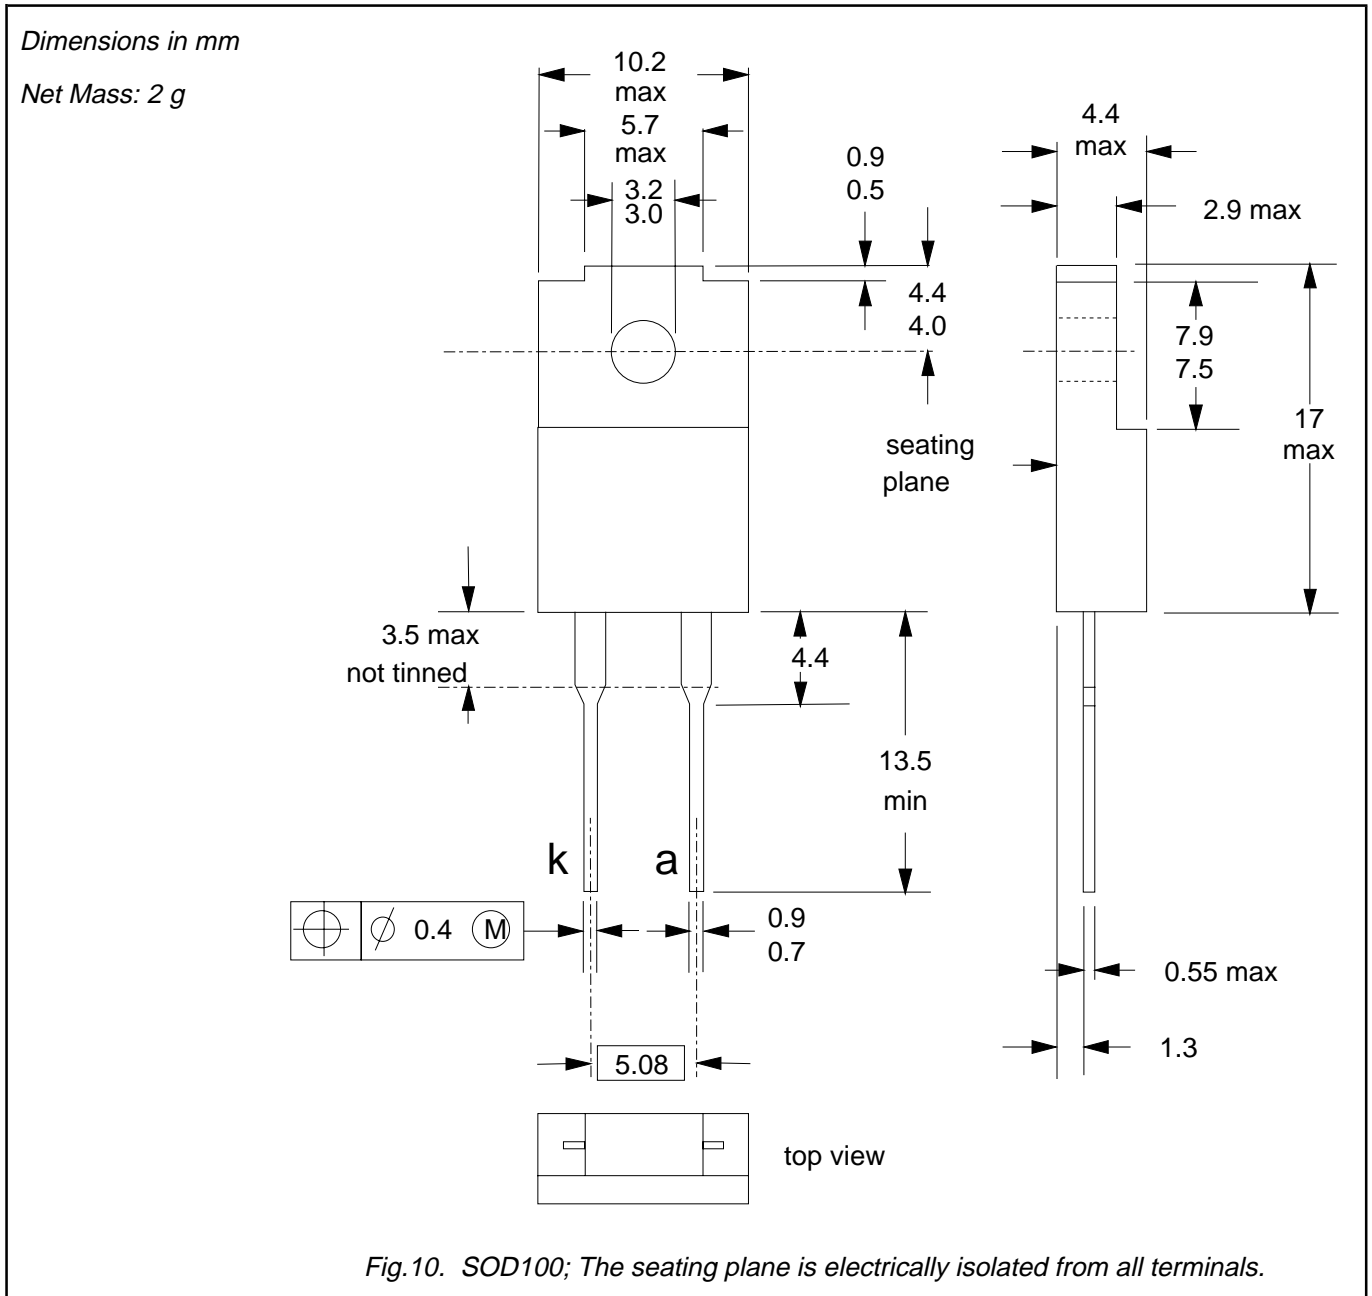 Dimensions in mm
Net Mass: 2 g
10.2
max
5.7
max
3.2
3.0
0.9
0.5
4.4
4.0
4.4
max
2.9 max
7.9
7.5
17
max
seating
plane
3.5 max
not tinned
4.4
13.5
min
k
a
0.4
M
0.9
0.7
0.55 max
5.08
1.3
top view
Fig.10. SOD100; The seating plane is electrically isolated from all terminals.